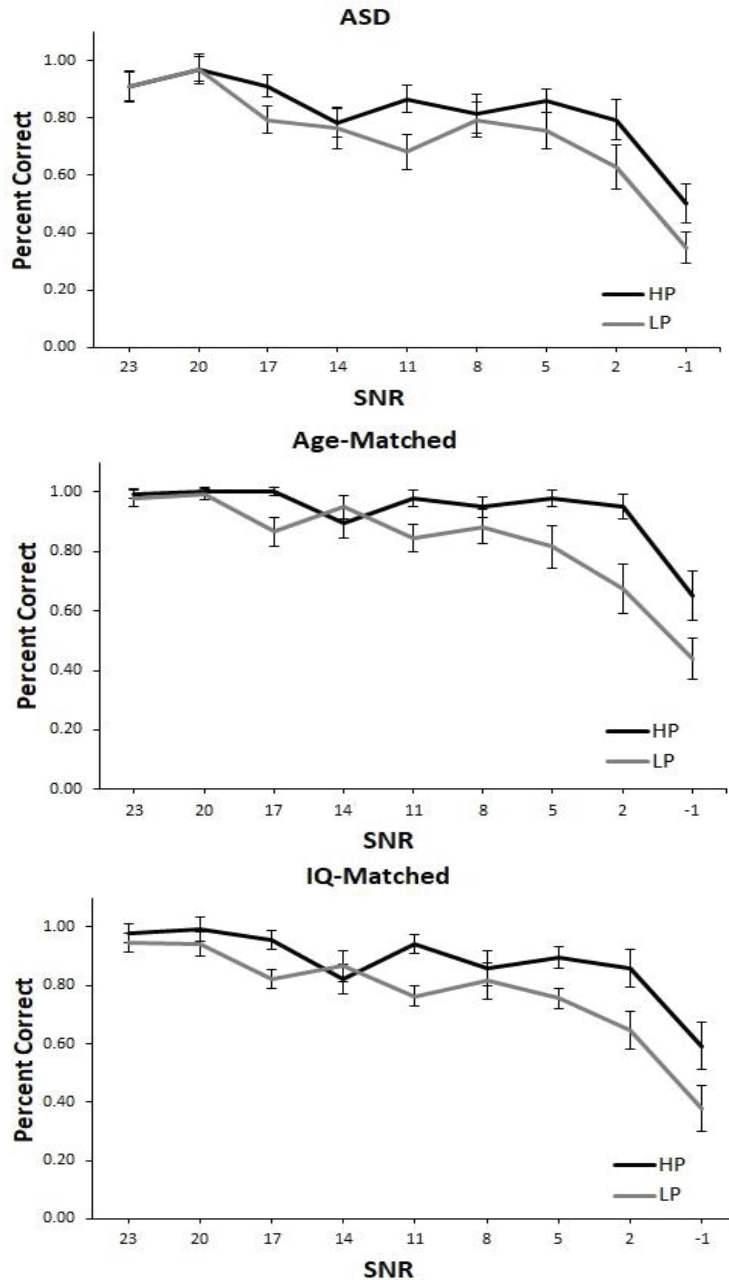 ASD
Percent Correct
1.00
0.80
0.60
0.40
0.20
0.00
HP
LP
23 20 17 14 11 8 5 2 -1
SNR
Age-Matched
Percent Correct
1.00
0.80
0.60
0.40
0.20
0.00
HP
LP
23 20 17 14 11 8 5 2 -1
SNR
IQ-Matched
Percent Correct
1.00
0.80
0.60
0.40
0.20
0.00
HP
LP
23 20 17 14 11 8 5 2 -1
SNR